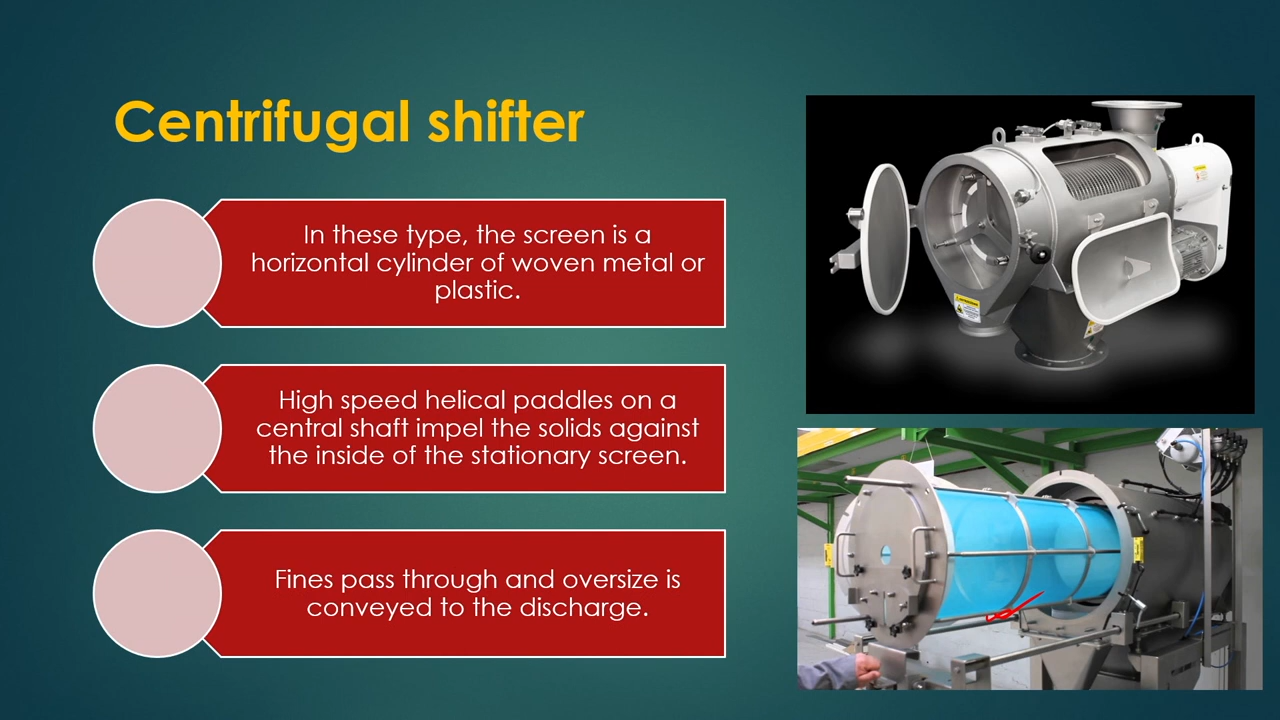 Centrifugal shifter
In these type, the screen is a
horizontal cylinder of woven metal or
plastic.
High speed helical paddles on a
central shaft impel the solids against
the inside of the stationary screen.
Fines pass through and oversize is
conveyed to the discharge.